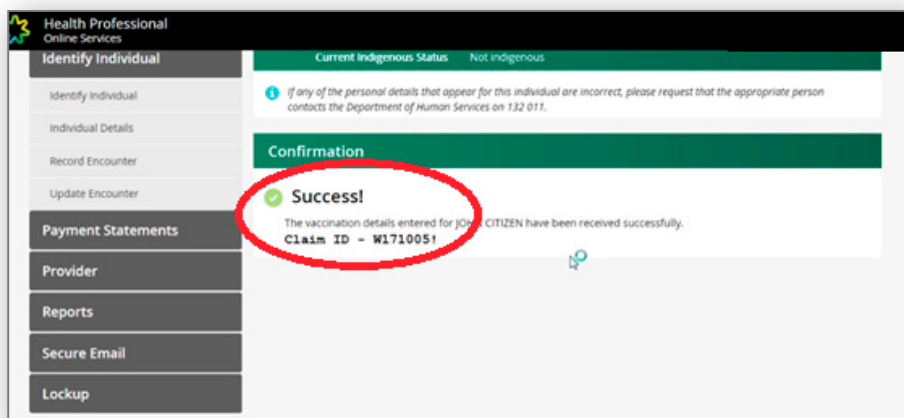 Health Professional
Online Services
Identify Individual
Identify Individual
Individual Details
Record Encounter
Update Encounter
Payment Statements
Provider
Reports
Secure Email
Lockup
Current Indigenous Status Not indigenous
If any of the personal details that appear for this individual are incorrect, please request that the appropriate person
contacts the Department of Human Services on 132 011.
Confirmation
Success!
The vaccination details entered for CITIZEN have been received successfully.
Claim ID - W171005!